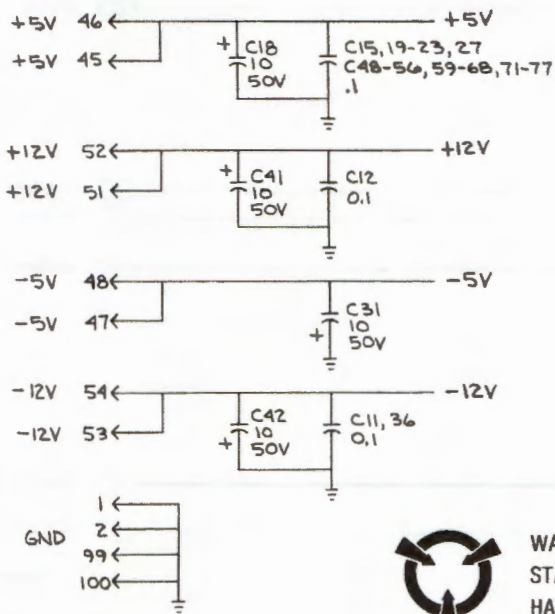 +5V 46 +5V
+5V 45
+ C18
10
50V
C15, 19-23, 27
C48-56, 59-68, 71-77
.1
+12V 52 +12V
+12V 51
+ C41
10
50V
C12
0.1
-5V 48 -5V
-5V 47
+ C31
10
50V
-12V 54 -12V
-12V 53
+ C42
10
50V
C11, 36
0.1
GND
1
2
99
100
WA
STA
HA